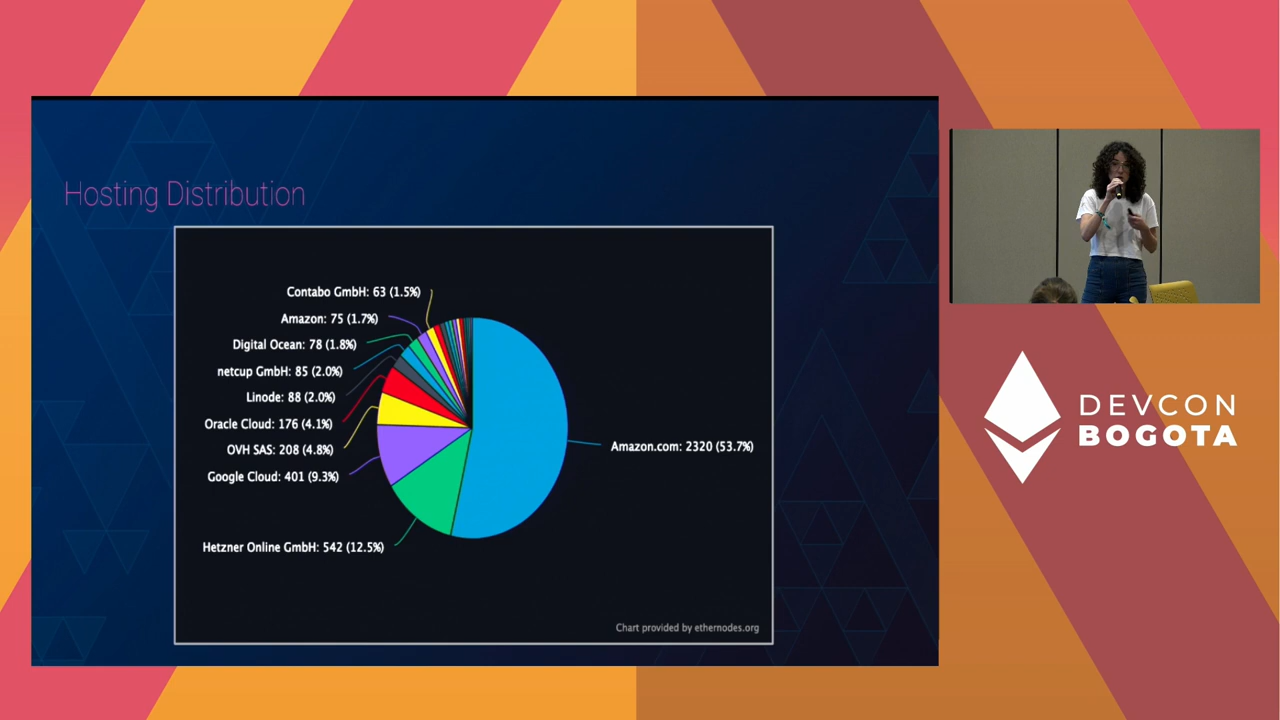 Hosting Distribution
Contabo GmbH: 63 (1.5%)
Amazon: 75 (1.7%)
Digital Ocean: 78 (1.8%)
netcup GmbH: 85 (2.0%)
Linode: 88 (2.0%)
Oracle Cloud: 176 (4.1%)
OVH SAS: 208 (4.8%)
Google Cloud: 401 (9.3%)
Hetzner Online GmbH: 542 (12.5%)
Amazon.com: 2320 (53.7%)
Chart provided by ethernodes.org
DEVCON
BOGOTA